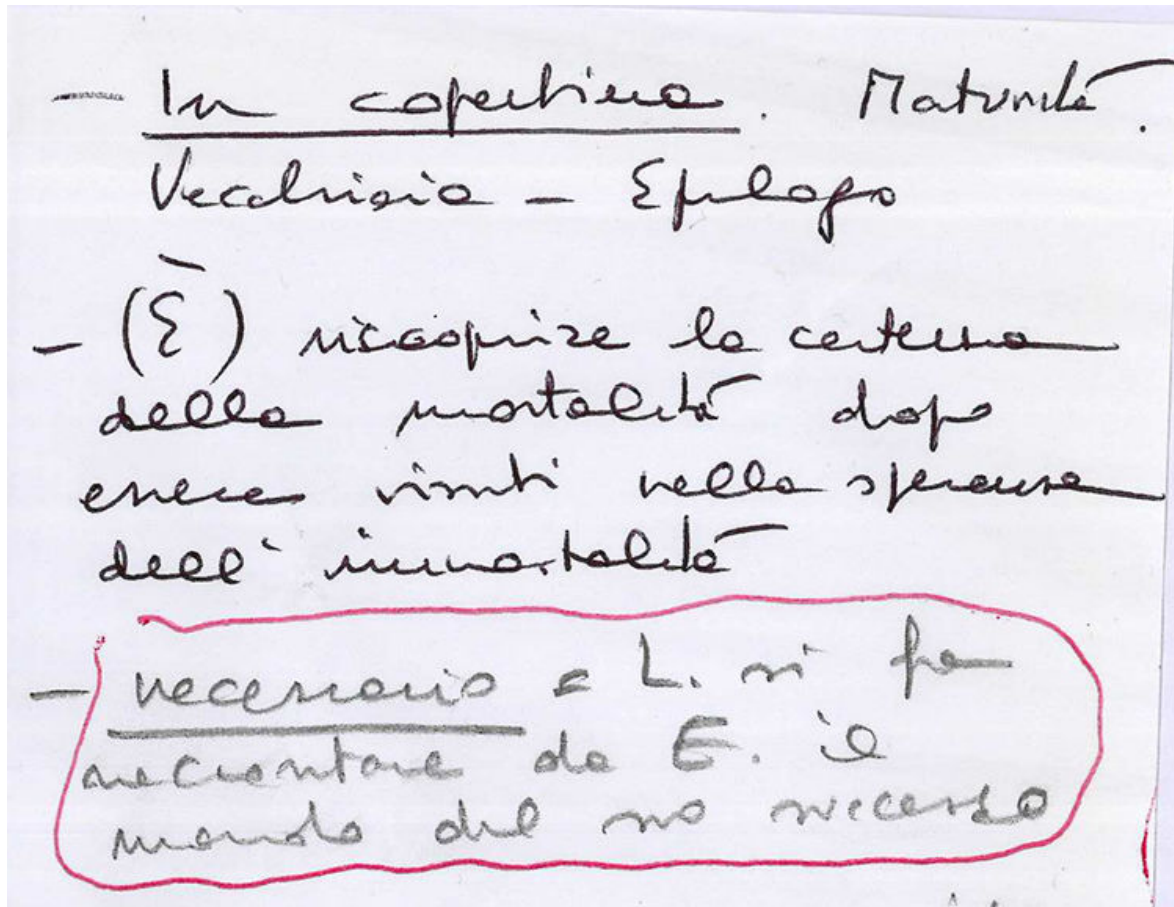 - In copertina. Maturità.
Vecchiaia - Epilogo
- (È) riscoprire la certezza
della mortalità dopo
essere vissuti nella speranza
dell'immortalità
- necessario = L. si fa
raccontare da E. il
mondo del suo successo